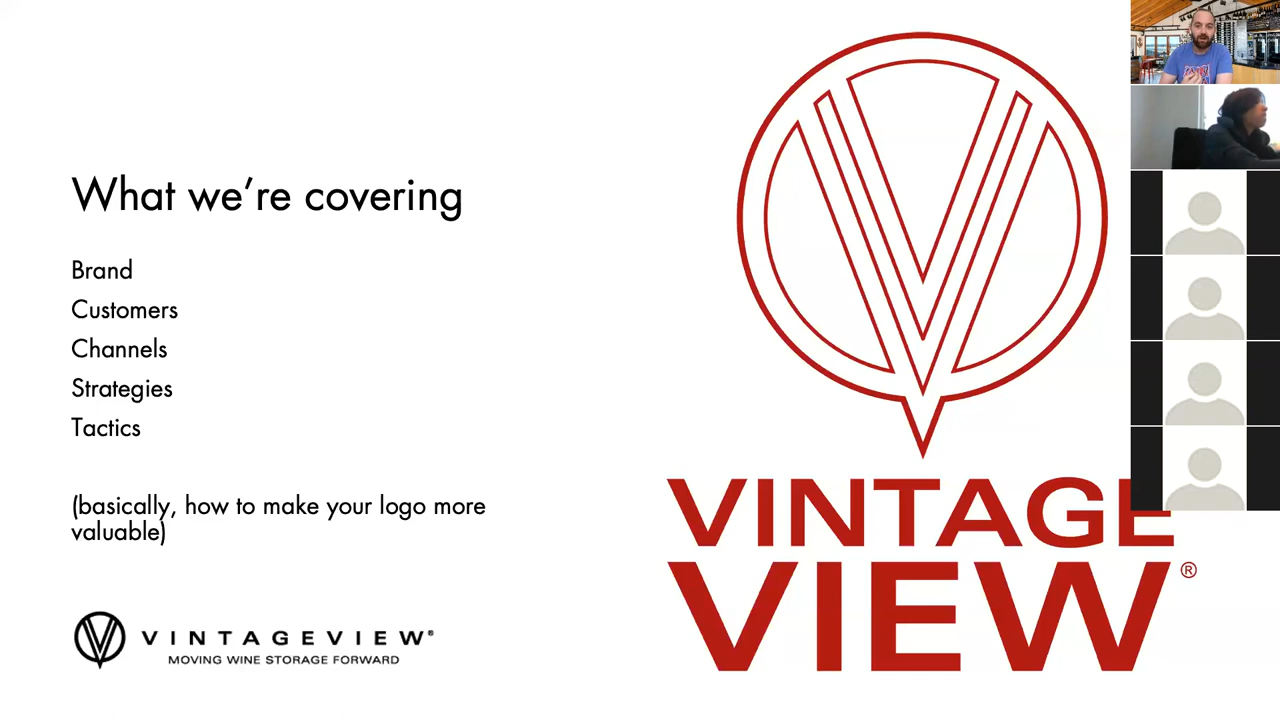 What we're covering
Brand
Customers
Channels
Strategies
Tactics
(basically, how to make your logo more
valuable)
VINTAGEVIEW®
MOVING WINE STORAGE FORWARD
VINTAGE
VIEW®